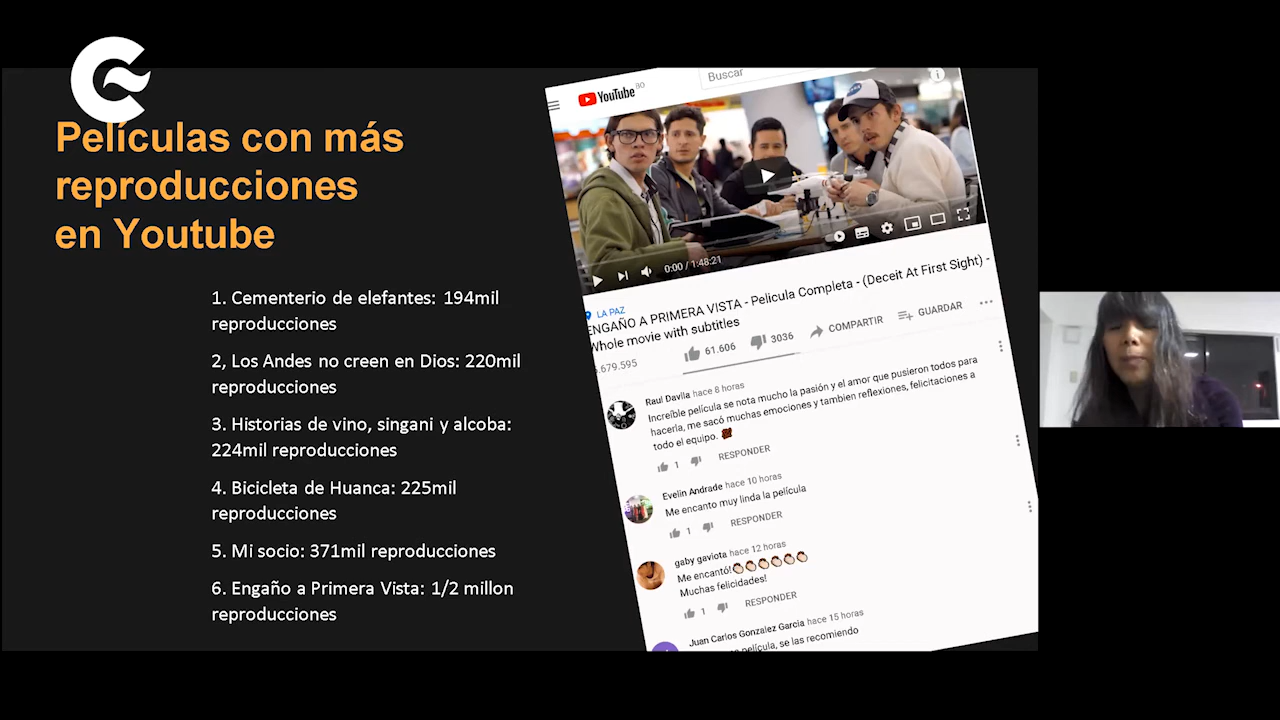 Películas con más
reproducciones
en Youtube
1. Cementerio de elefantes: 194mil
reproducciones
2, Los Andes no creen en Dios: 220mil
reproducciones
3. Historias de vino, singani y alcoba:
224mil reproducciones
4. Bicicleta de Huanca: 225mil
reproducciones
5. Mi socio: 371mil reproducciones
6. Engaño a Primera Vista: 1/2 millon
reproducciones
YouTube BO
Buscar
0:00 / 1:48:21
LA PAZ
ENGAÑO A PRIMERA VISTA - Pelicula Completa - (Deceit At First Sight) -
Whole movie with subtitles
.679.595
61.606
3036
COMPARTIR
GUARDAR
Raul Davila hace 8 horas
Increíble película se nota mucho la pasión y el amor que pusieron todos para
hacerla, me sacó muchas emociones y tambien reflexiones, felicitaciones a
todo el equipo.
1
RESPONDER
Evelin Andrade hace 10 horas
Me encanto muy linda la película
1
RESPONDER
gaby gaviota hace 12 horas
Me encantó!
Muchas felicidades!
1
RESPONDER
Juan Carlos Gonzalez Garcia hace 15 horas
película, se las recomiendo